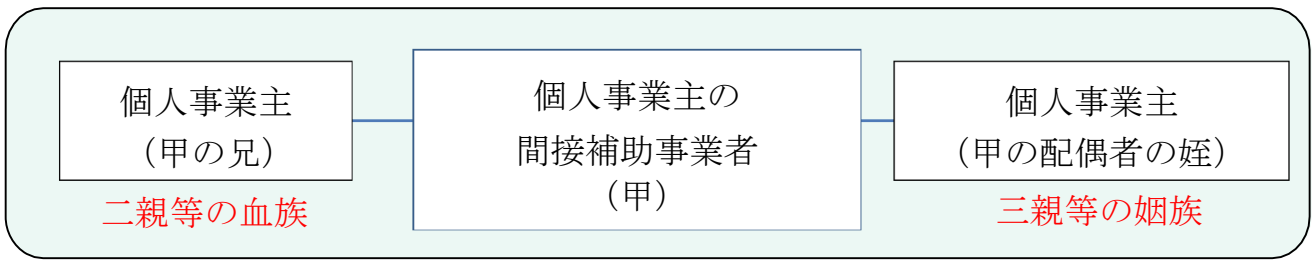 個人事業主
（甲の兄）
二親等の血族
個人事業主の
間接補助事業者
（甲）
個人事業主
（甲の配偶者の姪）
三親等の姻族